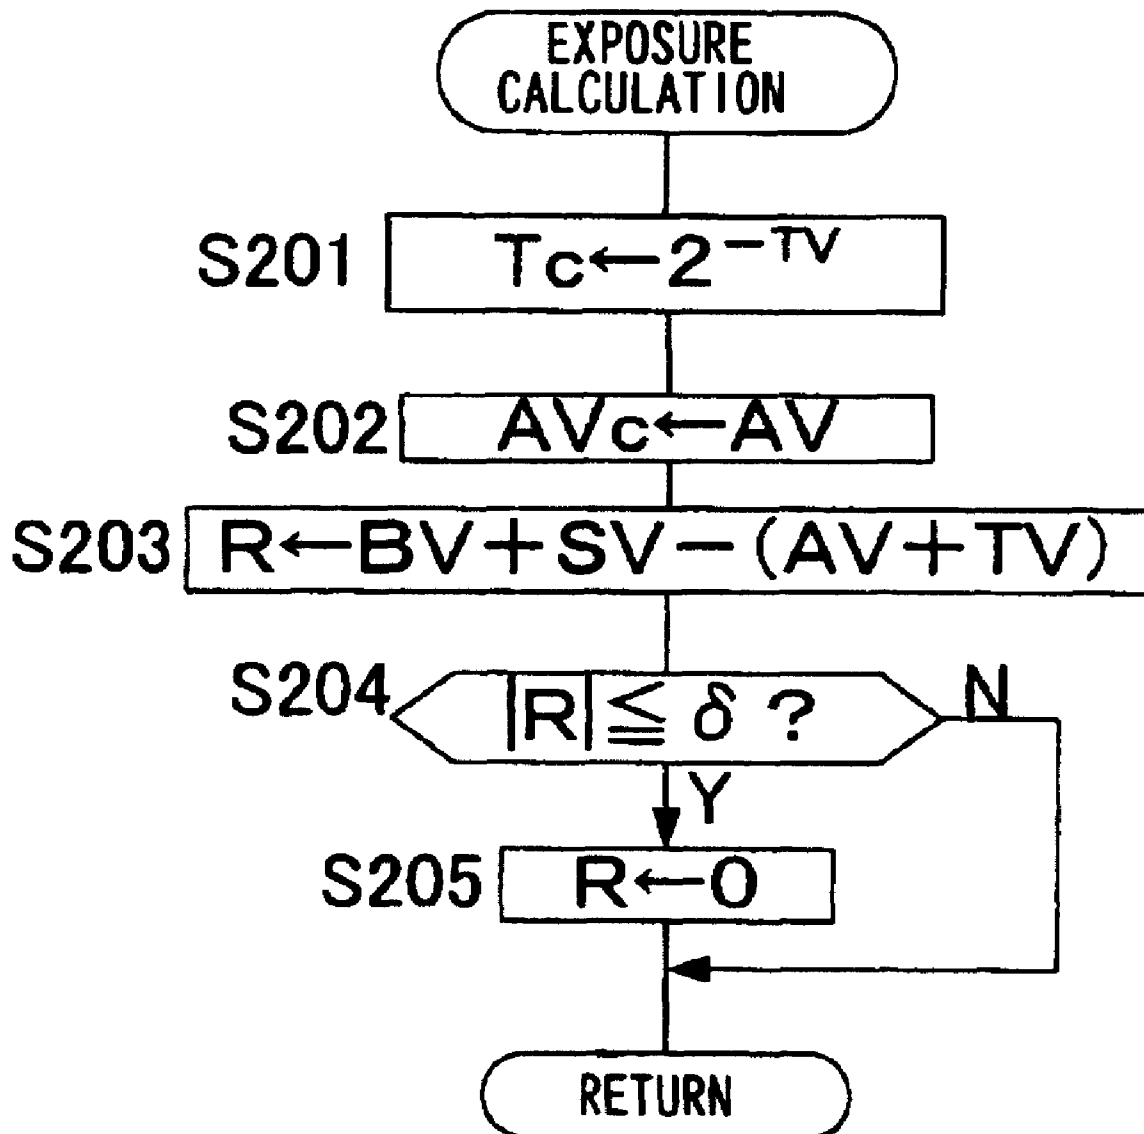 EXPOSURE
CALCULATION
S201 Tc←2^-TV
S202 AVc←AV
S203 R←BV+SV-(AV+TV)
S204 |R|≦δ? N
Y
S205 R←0
RETURN